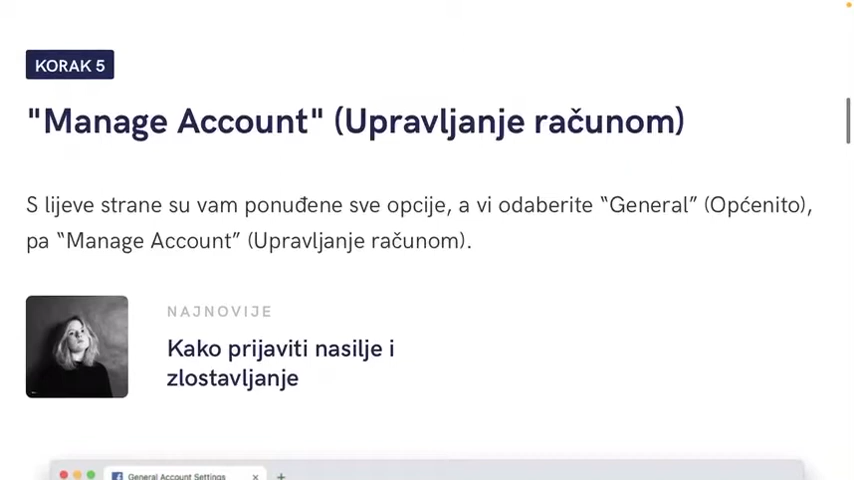 KORAK 5
"Manage Account" (Upravljanje računom)
S lijeve strane su vam ponuđene sve opcije, a vi odaberite “General” (Općenito),
pa “Manage Account” (Upravljanje računom).
NAJNOVIJE
Kako prijaviti nasilje i
zlostavljanje
General Account Settings